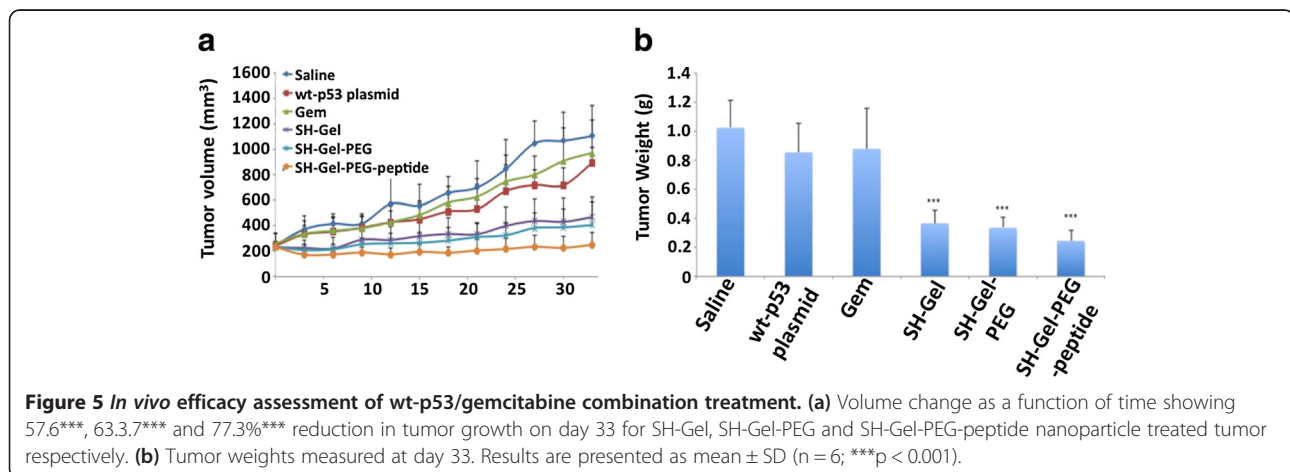 a
1600
1400
1200
1000
800
600
400
200
0
Tumor volume (mm³)
Saline
wt-p53 plasmid
Gem
SH-Gel
SH-Gel-PEG
SH-Gel-PEG-peptide
5 10 15 20 25 30
b
1.4
1.2
1.0
0.8
0.6
0.4
0.2
0
Tumor Weight (g)
*** *** ***
Saline
wt-p53
plasmid
Gem
SH-Gel
SH-Gel-
PEG
SH-Gel-PEG
-peptide
Figure 5 In vivo efficacy assessment of wt-p53/gemcitabine combination treatment. (a) Volume change as a function of time showing
57.6***, 63.3.7*** and 77.3%*** reduction in tumor growth on day 33 for SH-Gel, SH-Gel-PEG and SH-Gel-PEG-peptide nanoparticle treated tumor
respectively. (b) Tumor weights measured at day 33. Results are presented as mean ± SD (n = 6; ***p < 0.001).